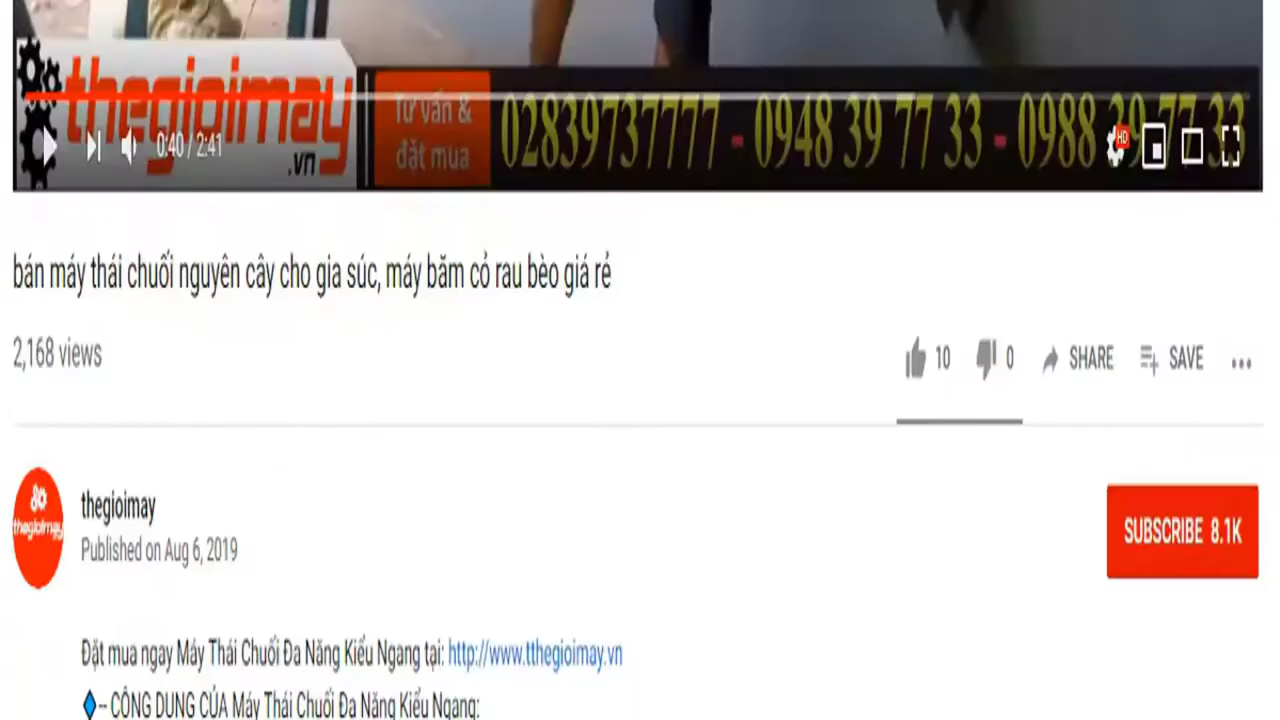 thegioimay
.vn
Tư vấn &
đặt mua
02839737777 - 0948 39 77 33 - 0988 39 77 33
0:40 / 2:41
HD
bán máy thái chuối nguyên cây cho gia súc, máy băm cỏ rau bèo giá rẻ
2,168 views
10
0
SHARE
SAVE
thegioimay
thegioimay
Published on Aug 6, 2019
SUBSCRIBE 8.1K
Đặt mua ngay Máy Thái Chuối Đa Năng Kiểu Ngang tại: http://www.tthegioimay.vn
-- CÔNG DỤNG CỦA Máy Thái Chuối Đa Năng Kiểu Ngang: